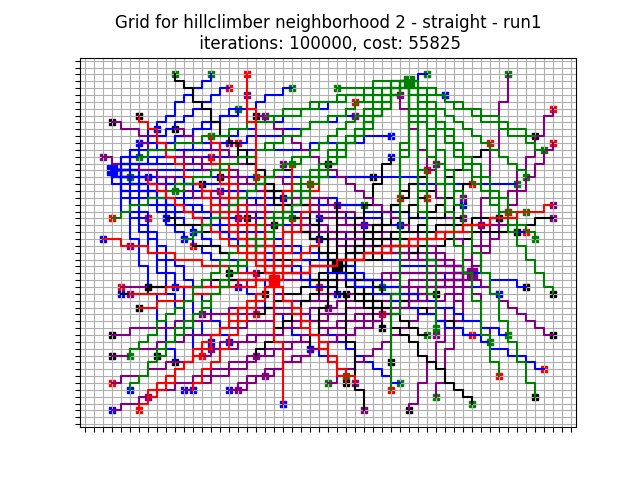 Grid for hillclimber neighborhood 2 - straight - run1
iterations: 100000, cost: 55825